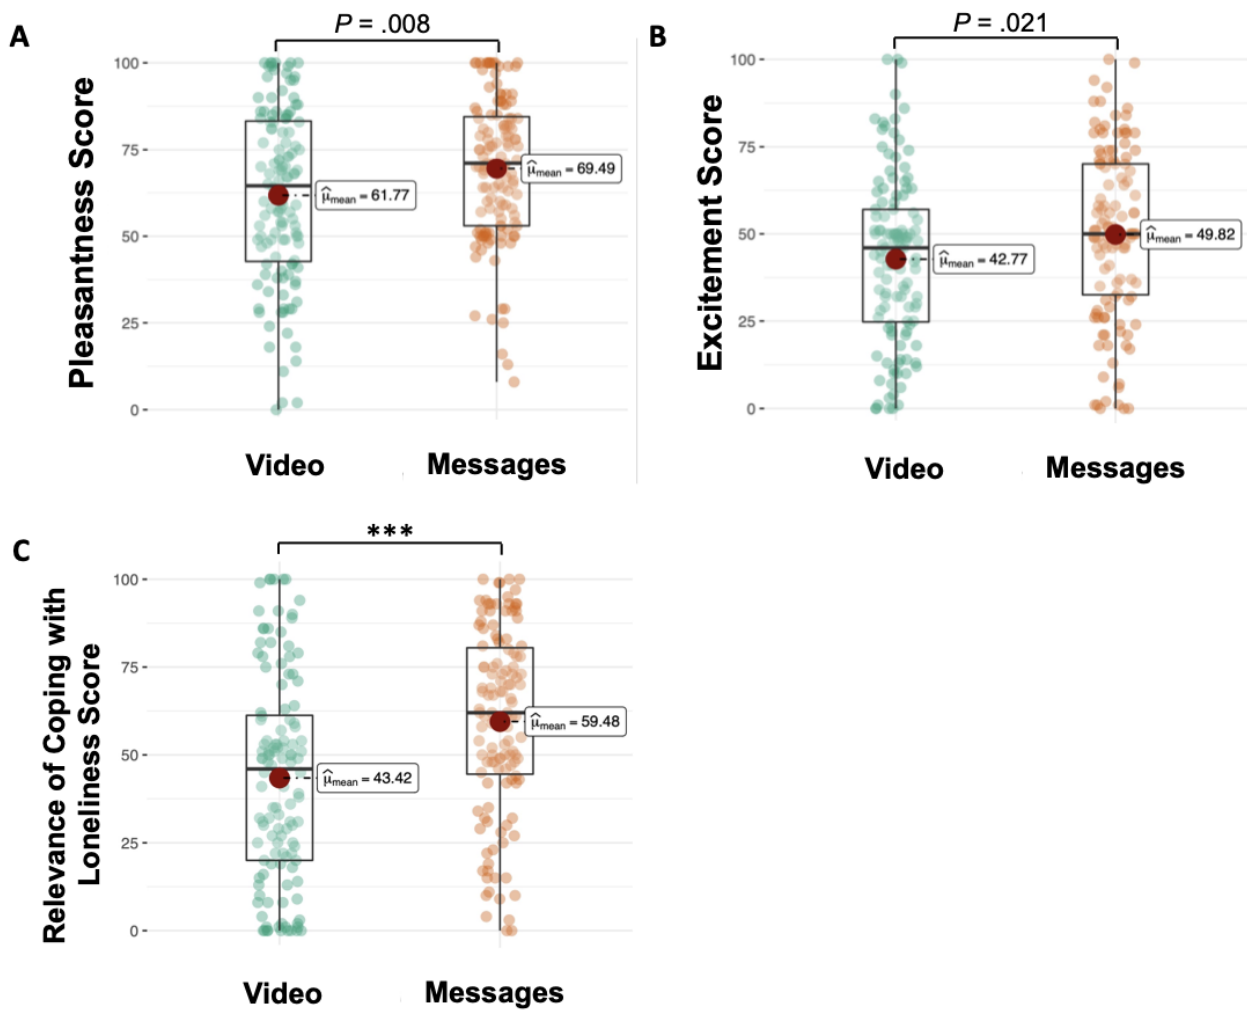 A
P = .008
Pleasantness Score
100
75
50
25
0
μ̂mean = 61.77
μ̂mean = 69.49
Video
Messages
B
P = .021
Excitement Score
100
75
50
25
0
μ̂mean = 42.77
μ̂mean = 49.82
Video
Messages
C
***
Relevance of Coping with
Loneliness Score
100
75
50
25
0
μ̂mean = 43.42
μ̂mean = 59.48
Video
Messages